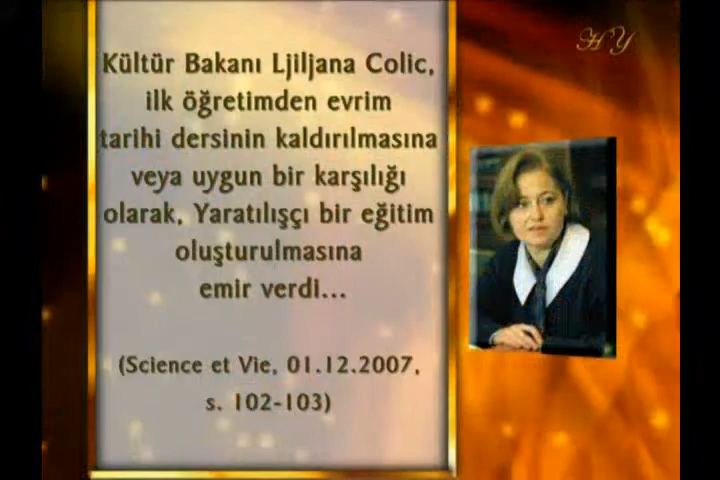 Kültür Bakanı Ljiljana Colic,
ilk öğretimden evrim
tarihi dersinin kaldırılmasına
veya uygun bir karşılığı
olarak, Yaratılışçı bir eğitim
oluşturulmasına
emir verdi...
(Science et Vie, 01.12.2007,
s. 102-103)
HY